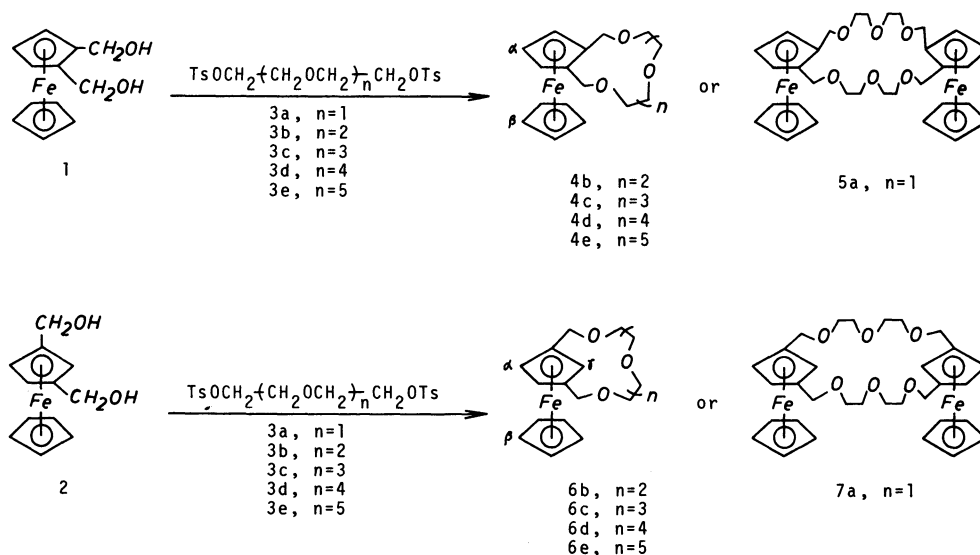 CH2OH
CH2OH
Fe
1
TsOCH2(CH2OCH2)nCH2OTs
3a, n=1
3b, n=2
3c, n=3
3d, n=4
3e, n=5
α
O
O
O
n
Fe
β
4b, n=2
4c, n=3
4d, n=4
4e, n=5
or
O O O
O O O
Fe
Fe
5a, n=1
CH2OH
CH2OH
Fe
2
TsOCH2(CH2OCH2)nCH2OTs
3a, n=1
3b, n=2
3c, n=3
3d, n=4
3e, n=5
α
γ
O
O
O
n
Fe
β
6b, n=2
6c, n=3
6d, n=4
6e, n=5
or
O O O
O O O
Fe
Fe
7a, n=1